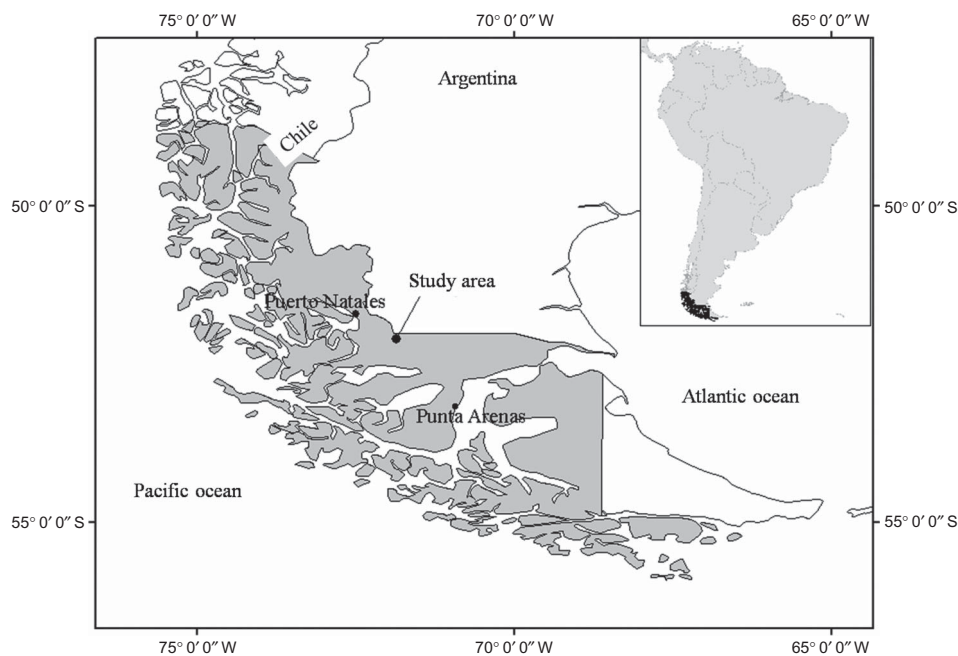 75° 0′ 0″ W 70° 0′ 0″ W 65° 0′ 0″ W
Argentina
Chile
50° 0′ 0″ S 50° 0′ 0″ S
Study area
Puerto Natales
Atlantic ocean
Punta Arenas
Pacific ocean
55° 0′ 0″ S 55° 0′ 0″ S
75° 0′ 0″ W 70° 0′ 0″ W 65° 0′ 0″ W